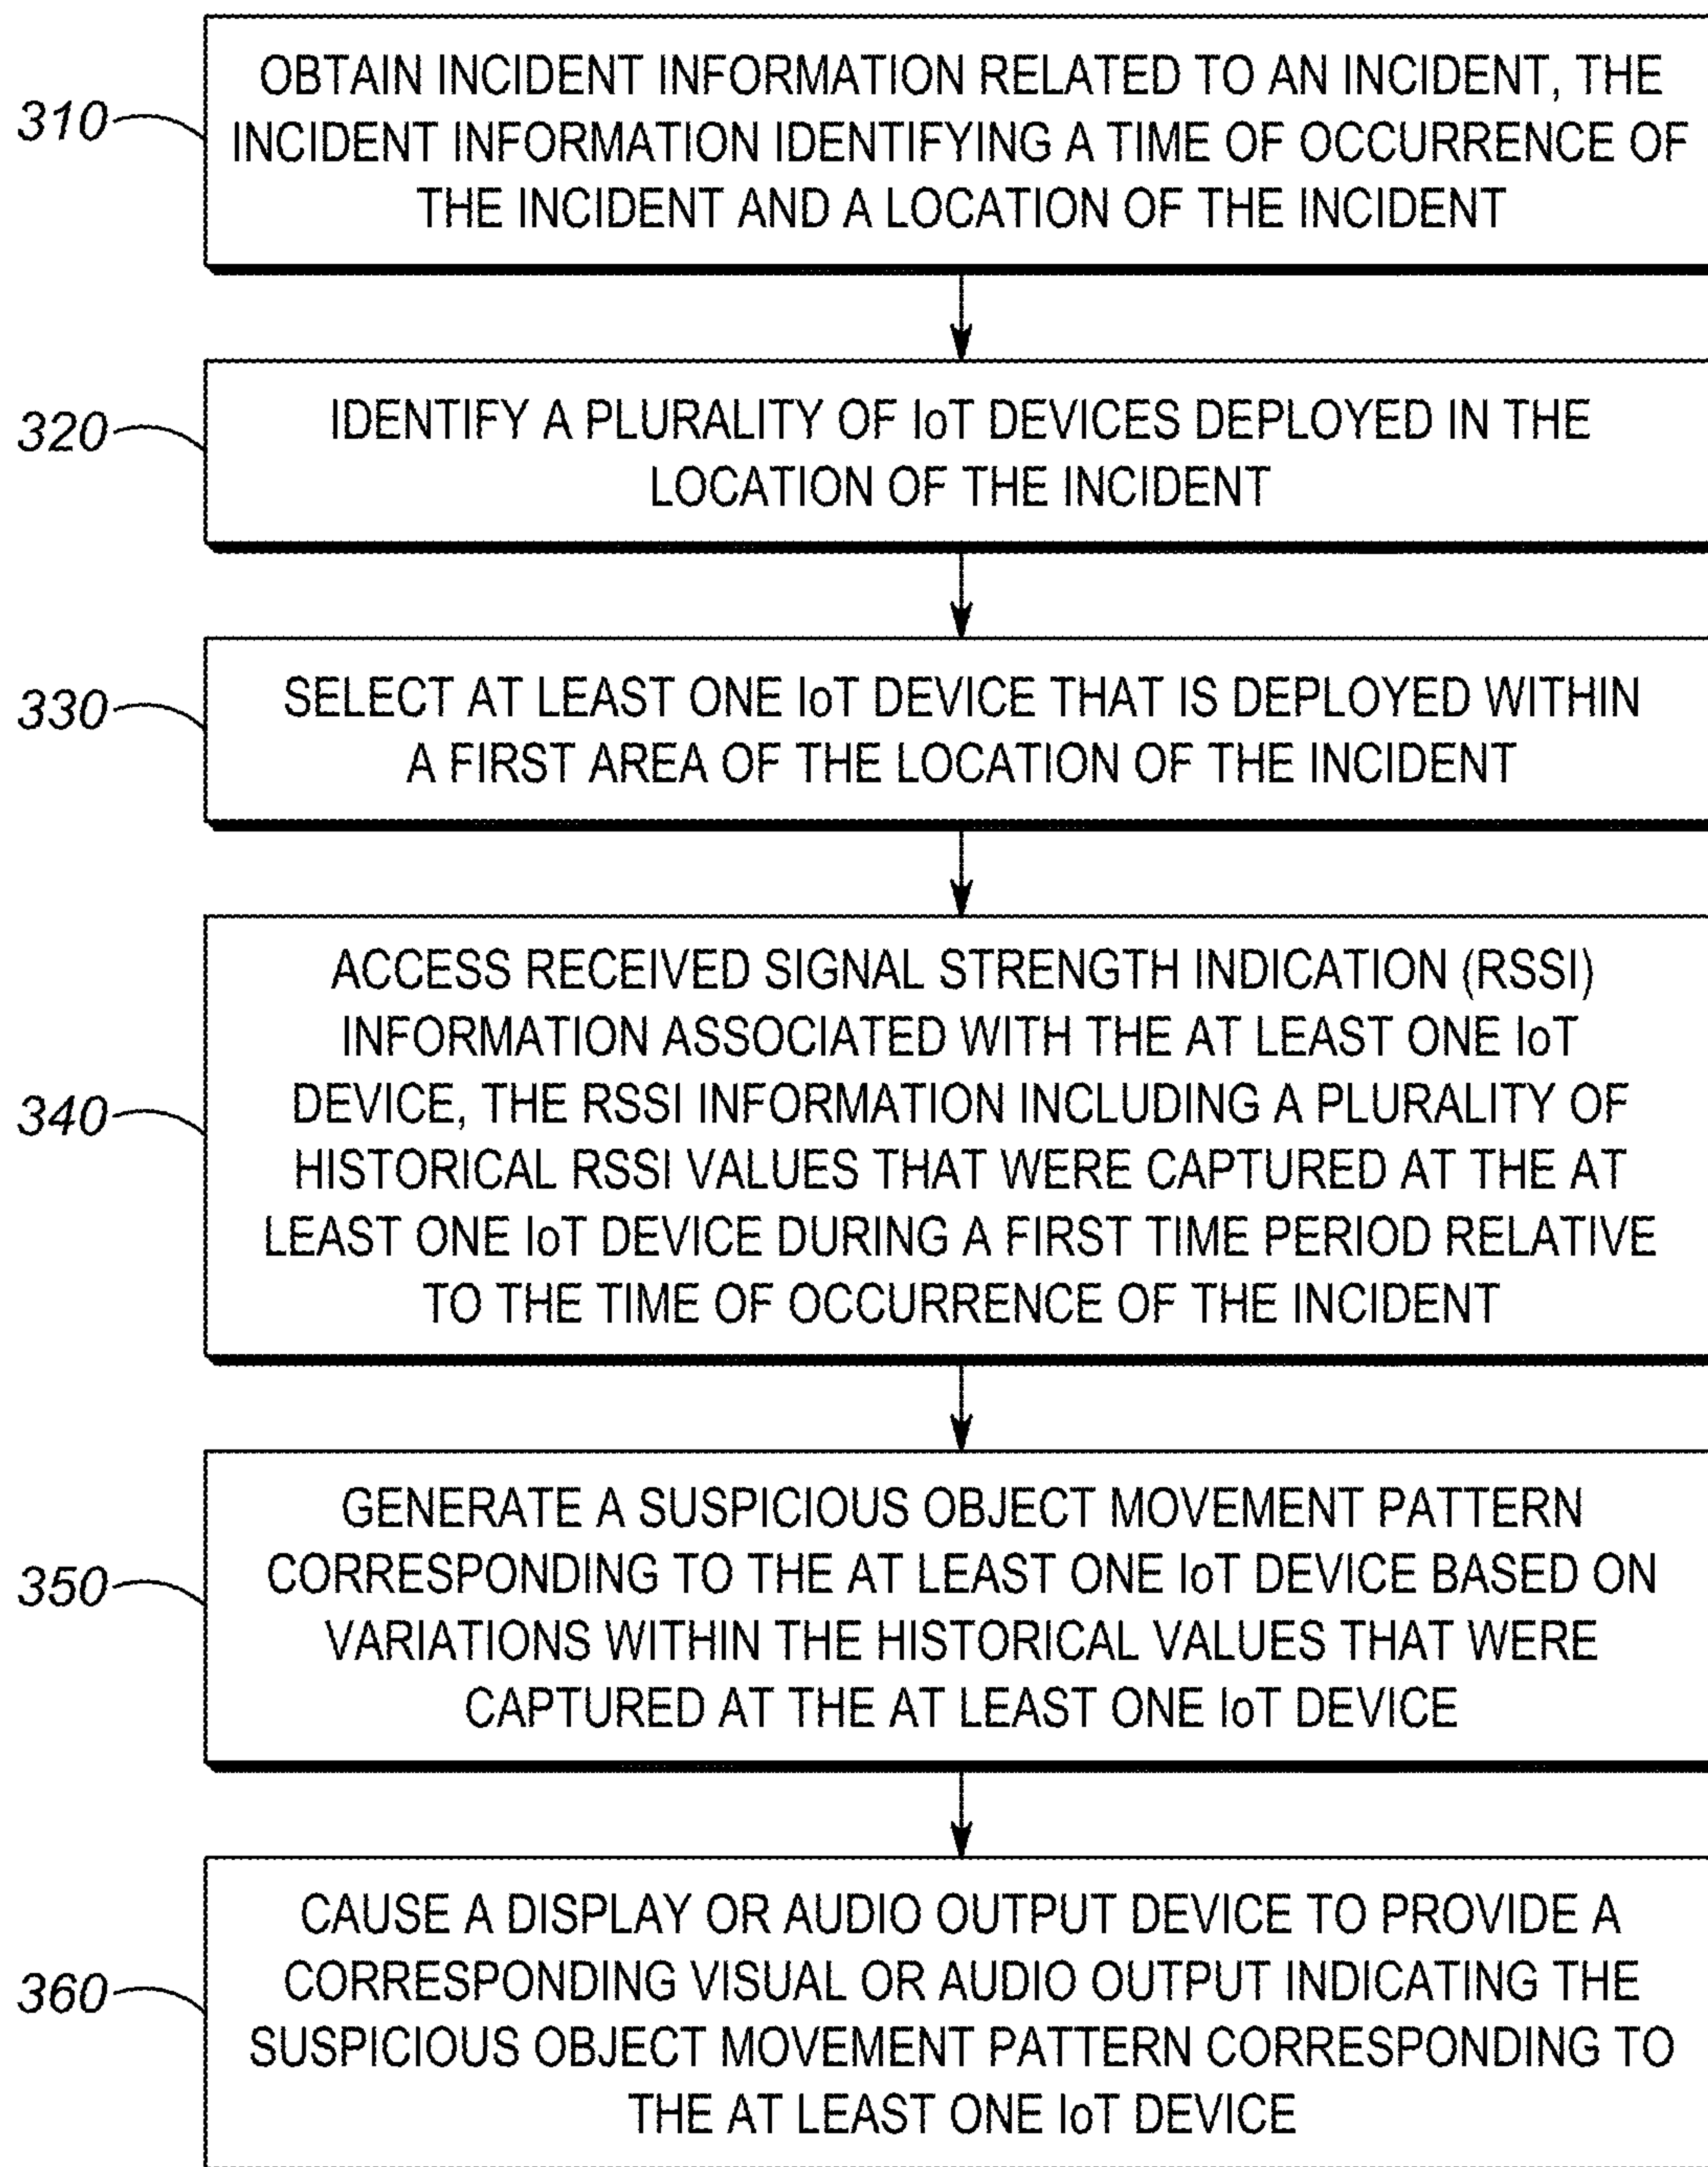 OBTAIN INCIDENT INFORMATION RELATED TO AN INCIDENT, THE
310
INCIDENT INFORMATION IDENTIFYING A TIME OF OCCURRENCE OF
THE INCIDENT AND A LOCATION OF THE INCIDENT
320
IDENTIFY A PLURALITY OF IoT DEVICES DEPLOYED IN THE
LOCATION OF THE INCIDENT
330
SELECT AT LEAST ONE IoT DEVICE THAT IS DEPLOYED WITHIN
A FIRST AREA OF THE LOCATION OF THE INCIDENT
ACCESS RECEIVED SIGNAL STRENGTH INDICATION (RSSI)
INFORMATION ASSOCIATED WITH THE AT LEAST ONE IoT
340
DEVICE, THE RSSI INFORMATION INCLUDING A PLURALITY OF
HISTORICAL RSSI VALUES THAT WERE CAPTURED AT THE AT
LEAST ONE IoT DEVICE DURING A FIRST TIME PERIOD RELATIVE
TO THE TIME OF OCCURRENCE OF THE INCIDENT
GENERATE A SUSPICIOUS OBJECT MOVEMENT PATTERN
350
CORRESPONDING TO THE AT LEAST ONE IoT DEVICE BASED ON
VARIATIONS WITHIN THE HISTORICAL VALUES THAT WERE
CAPTURED AT THE AT LEAST ONE IoT DEVICE
CAUSE A DISPLAY OR AUDIO OUTPUT DEVICE TO PROVIDE A
360
CORRESPONDING VISUAL OR AUDIO OUTPUT INDICATING THE
SUSPICIOUS OBJECT MOVEMENT PATTERN CORRESPONDING TO
THE AT LEAST ONE IoT DEVICE